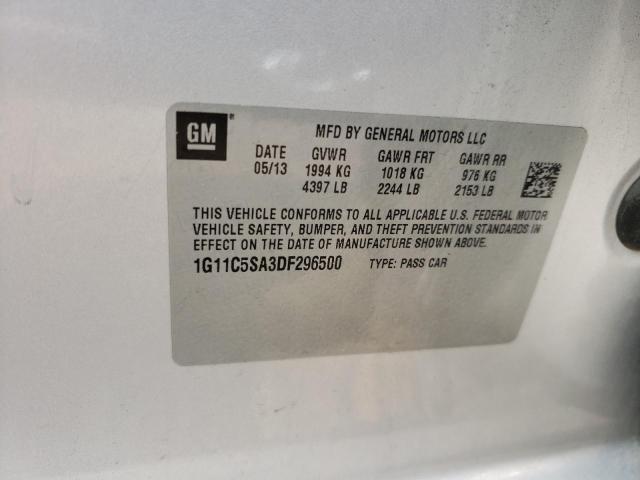 GM
MFD BY GENERAL MOTORS LLC
DATE GVWR GAWR FRT GAWR RR
05/13 1994 KG 1018 KG 976 KG
4397 LB 2244 LB 2153 LB
THIS VEHICLE CONFORMS TO ALL APPLICABLE U.S. FEDERAL MOTOR
VEHICLE SAFETY, BUMPER, AND THEFT PREVENTION STANDARDS IN
EFFECT ON THE DATE OF MANUFACTURE SHOWN ABOVE.
1G11C5SA3DF296500 TYPE: PASS CAR